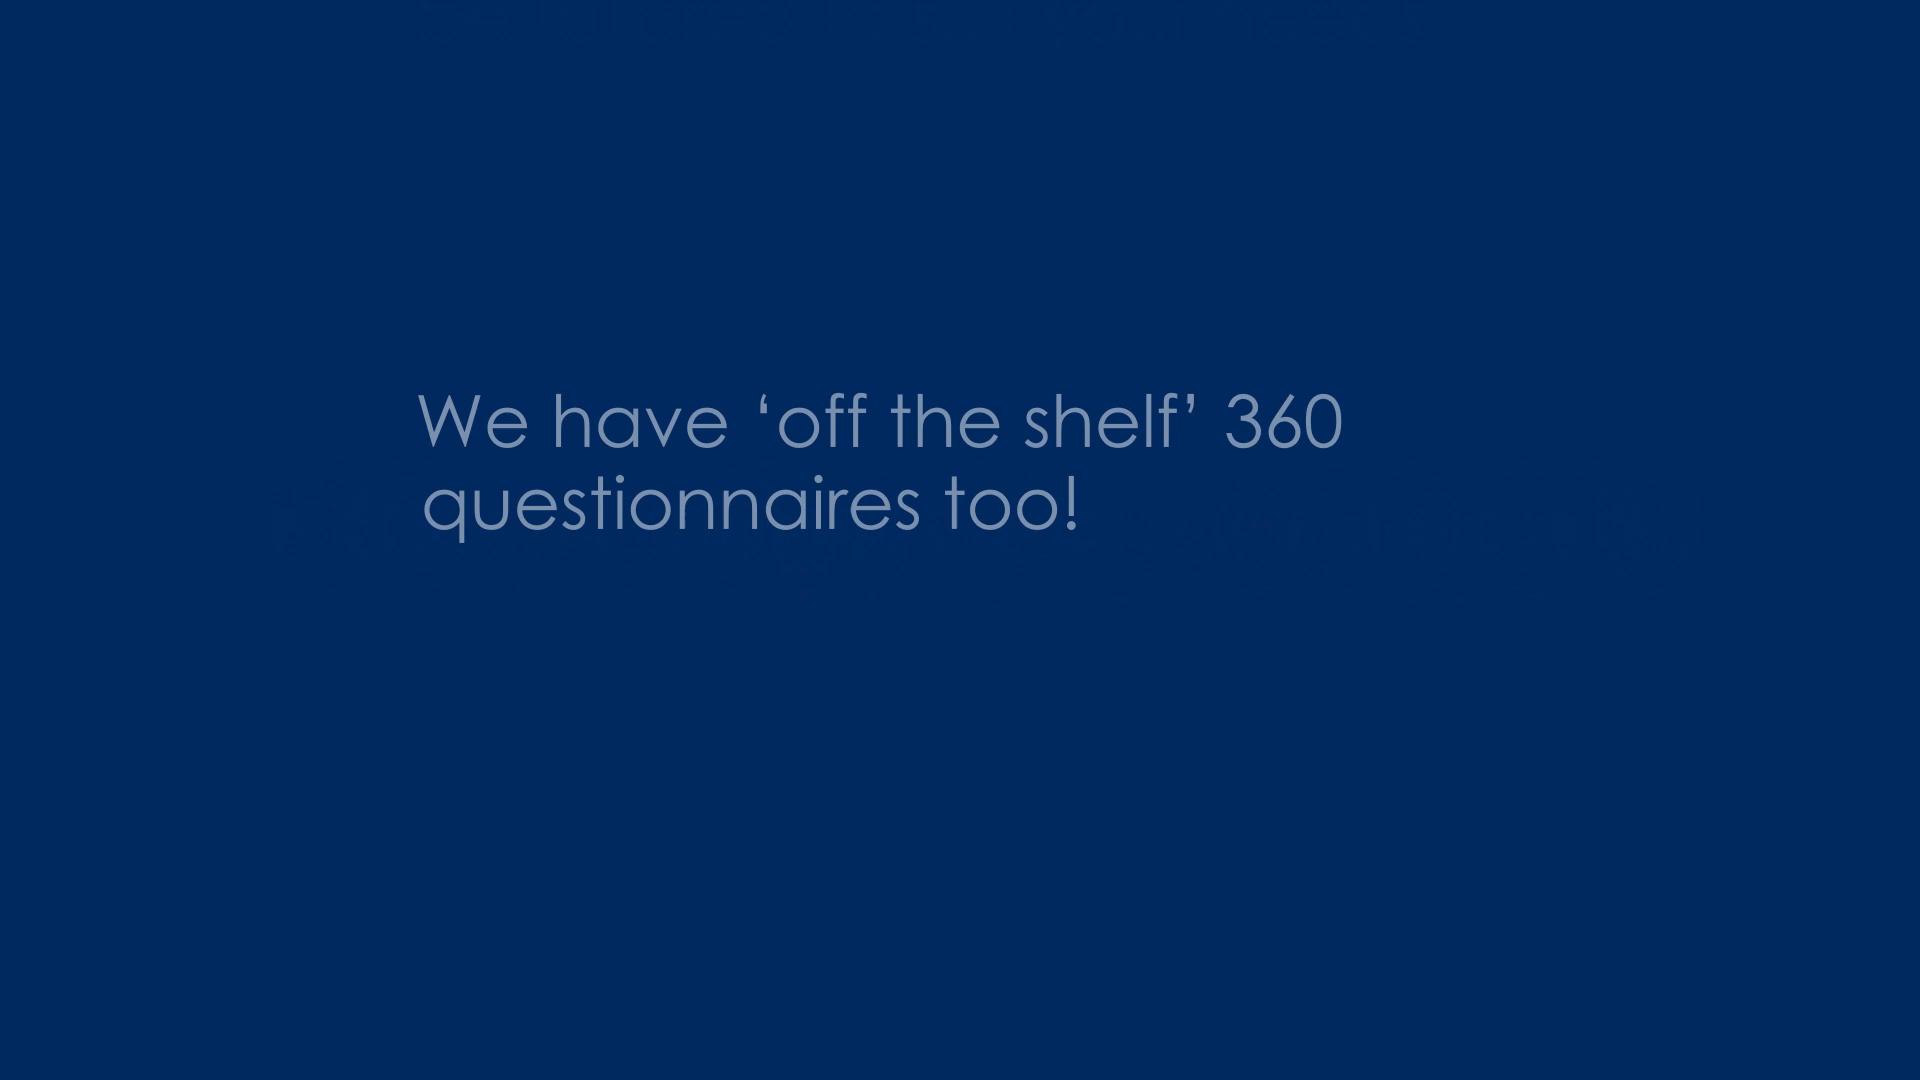 We have ‘off the shelf’ 360
questionnaires too!